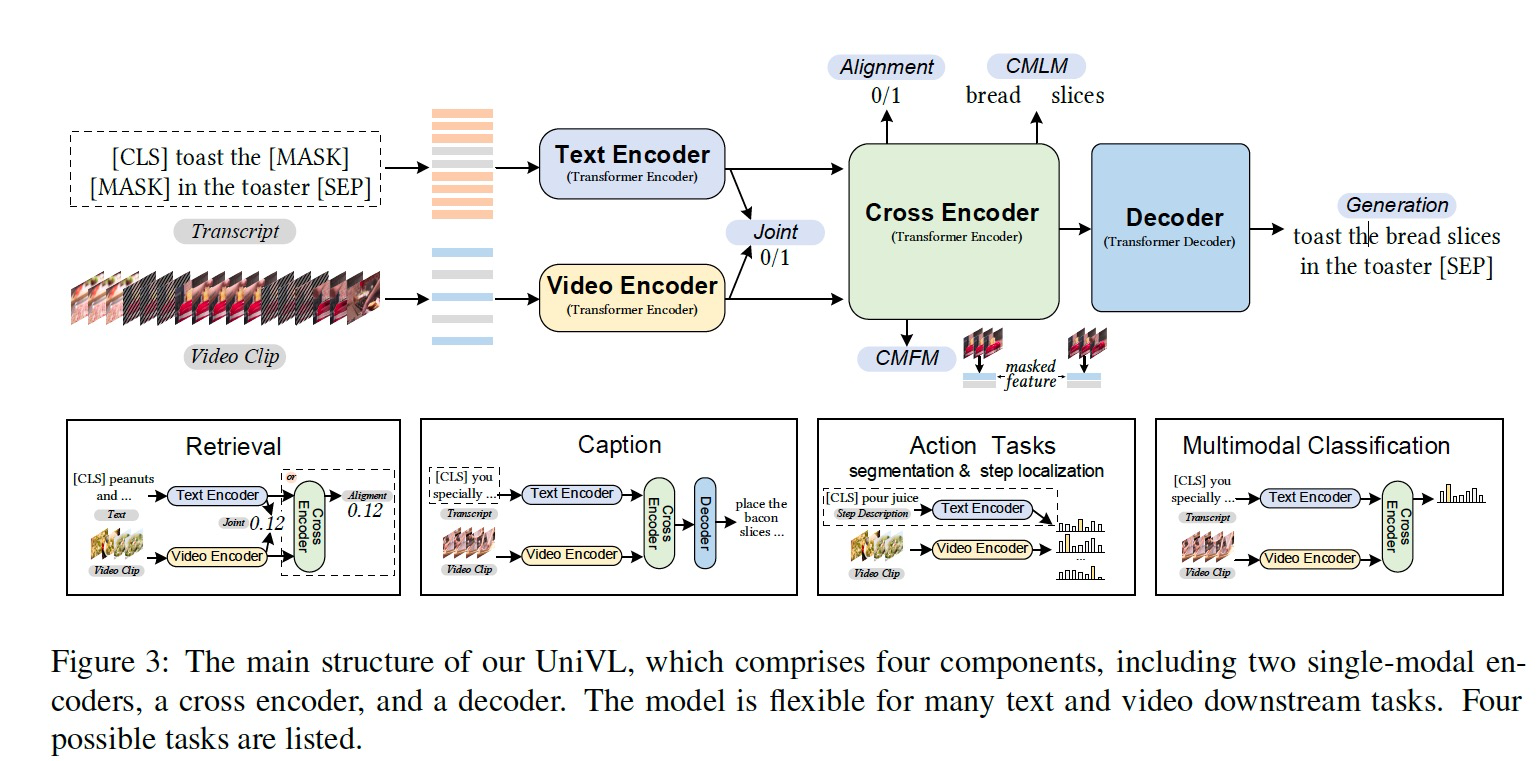 Alignment
CMLM
0/1
bread slices
[CLS] toast the [MASK]
[MASK] in the toaster [SEP]
Transcript
Video Clip
Text Encoder
(Transformer Encoder)
Joint
0/1
Video Encoder
(Transformer Encoder)
Cross Encoder
(Transformer Encoder)
CMFM
masked
feature
Decoder
(Transformer Decoder)
Generation
toast the bread slices
in the toaster [SEP]
Retrieval
[CLS] peanuts
and ...
Text
Video Clip
Text Encoder
Joint 0.12
Video Encoder
or
Cross
Encoder
Aligment
0.12
Caption
[CLS] you
specially ...
Transcript
Video Clip
Text Encoder
Video Encoder
Cross
Encoder
Decoder
place the
bacon
slices ...
Action Tasks
segmentation & step localization
[CLS] pour juice
Step Description
Video Clip
Text Encoder
Video Encoder
...
Multimodal Classification
[CLS] you
specially ...
Transcript
Video Clip
Text Encoder
Video Encoder
Cross
Encoder
Figure 3: The main structure of our UniVL, which comprises four components, including two single-modal en-
coders, a cross encoder, and a decoder. The model is flexible for many text and video downstream tasks. Four
possible tasks are listed.